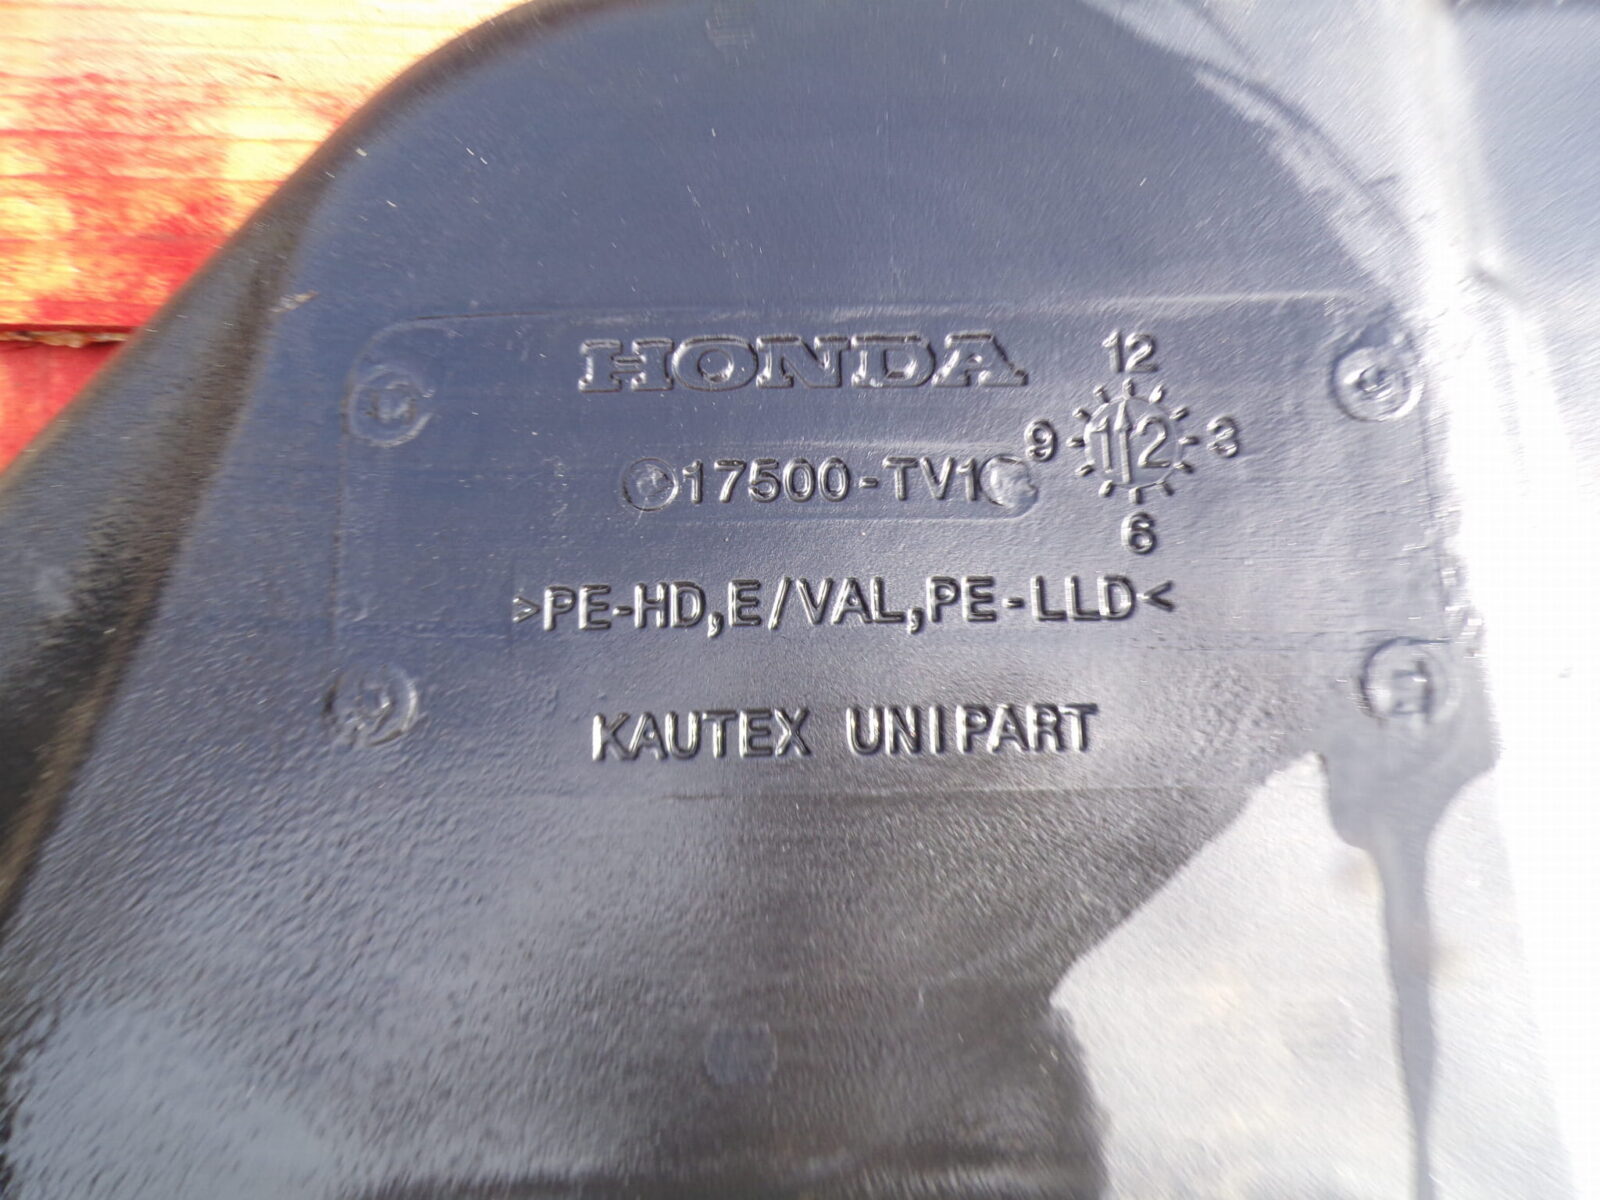 HONDA
12
9 12 3
17500-TV1
6
>PE-HD,E/VAL,PE-LLD<
KAUTEX UNIPART